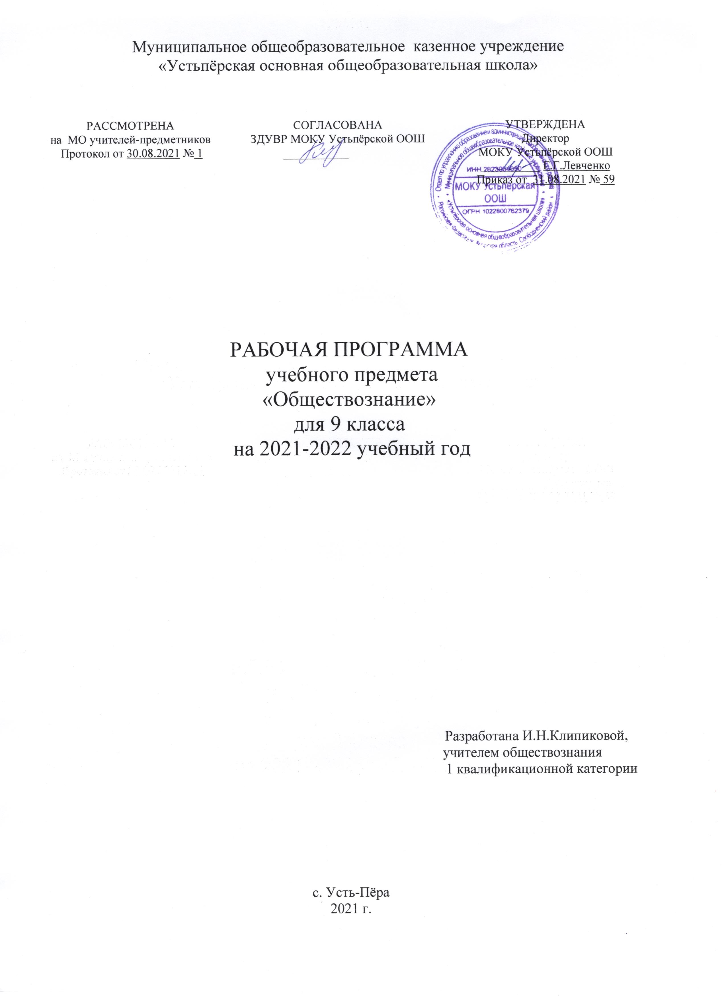 Муниципальное общеобразовательное казенное учреждение
«Устьпёрская основная общеобразовательная школа»
РАССМОТРЕНА
на МО учителей-предметников
Протокол от 30.08.2021 № 1
СОГЛАСОВАНА
ЗДУВР МОКУ Устьпёрской ООШ
УТВЕРЖДЕНА
Директор
МОКУ Устьпёрской ООШ
Е.Г.Левченко
Приказ от 31.08.2021 № 59
Отдел по управлению образованием администрации Свободненского района
Муниципальное общеобразовательное казённое учреждение
ИНН
МОКУ Устьпёрская
ООШ
ОГРН 1022800762379
«Устьпёрская основная общеобразовательная школа»
Российская Федерация Амурская область Свободненский район
РАБОЧАЯ ПРОГРАММА
учебного предмета
«Обществознание»
для 9 класса
на 2021-2022 учебный год
Разработана И.Н.Клипиковой,
учителем обществознания
1 квалификационной категории
с. Усть-Пёра
2021 г.